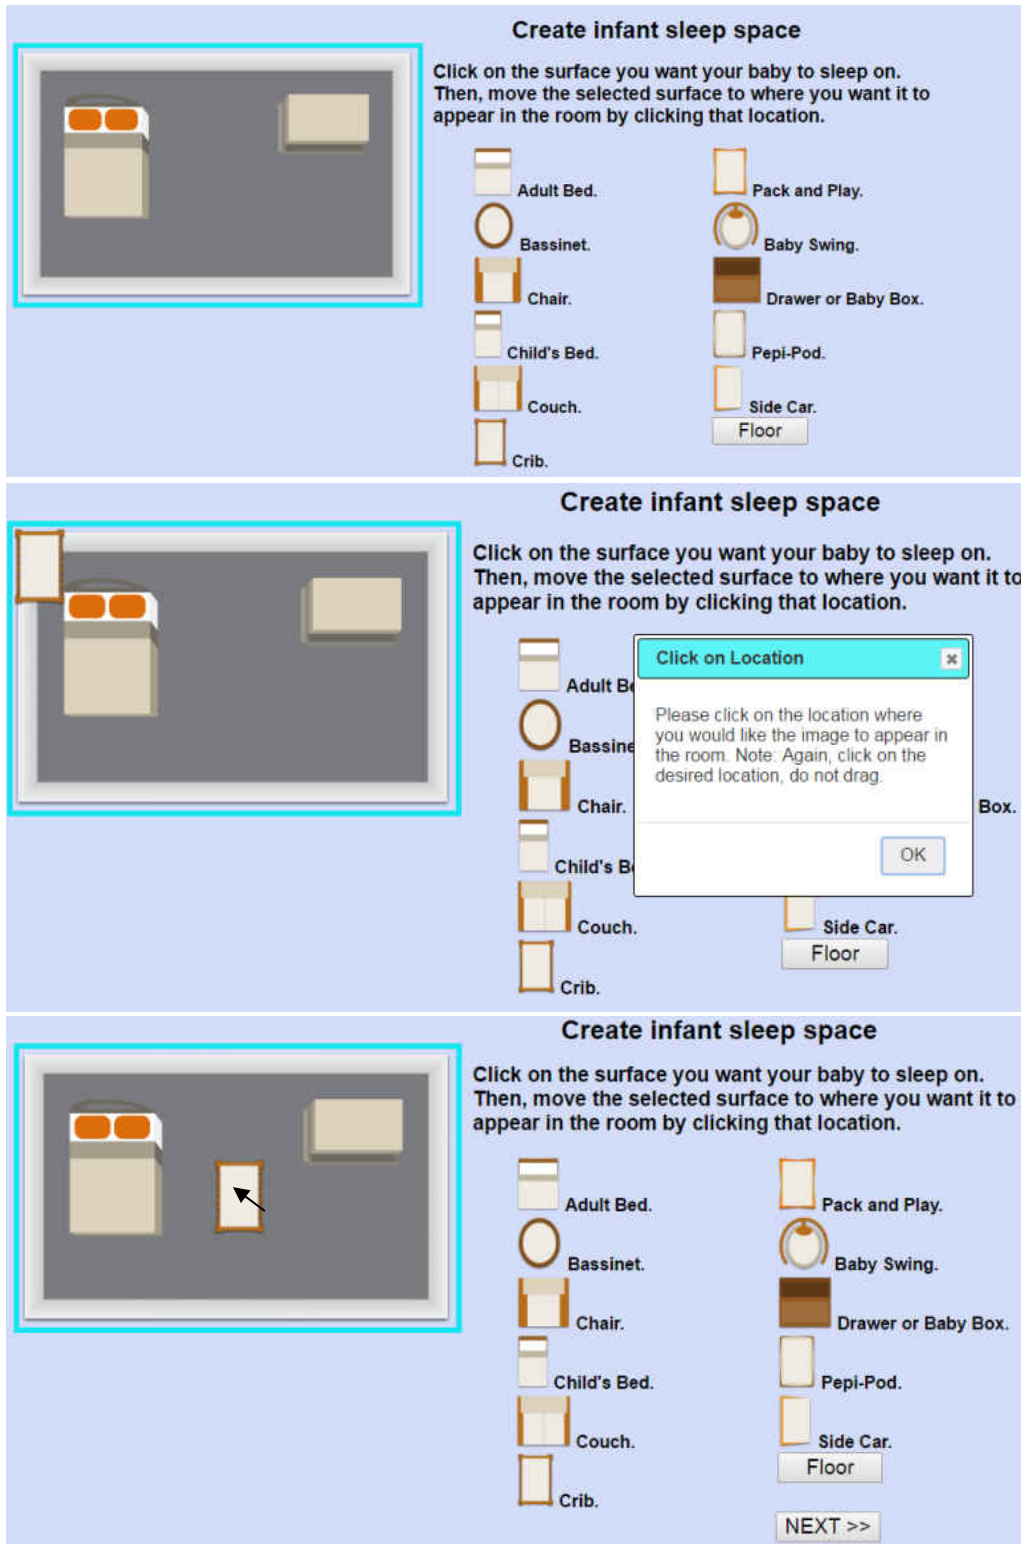 Create infant sleep space
Click on the surface you want your baby to sleep on.
Then, move the selected surface to where you want it to
appear in the room by clicking that location.
Adult Bed.
Pack and Play.
Bassinet.
Baby Swing.
Chair.
Drawer or Baby Box.
Child's Bed.
Pepi-Pod.
Couch.
Side Car.
Floor
Crib.
Create infant sleep space
Click on the surface you want your baby to sleep on.
Then, move the selected surface to where you want it to
appear in the room by clicking that location.
Click on Location
Please click on the location where
you would like the image to appear in
the room. Note: Again, click on the
desired location, do not drag.
OK
Adult Be
Bassine
Chair.
Box.
Child's B
Couch.
Side Car.
Floor
Crib.
Create infant sleep space
Click on the surface you want your baby to sleep on.
Then, move the selected surface to where you want it to
appear in the room by clicking that location.
Adult Bed.
Pack and Play.
Bassinet.
Baby Swing.
Chair.
Drawer or Baby Box.
Child's Bed.
Pepi-Pod.
Couch.
Side Car.
Floor
Crib.
NEXT >>